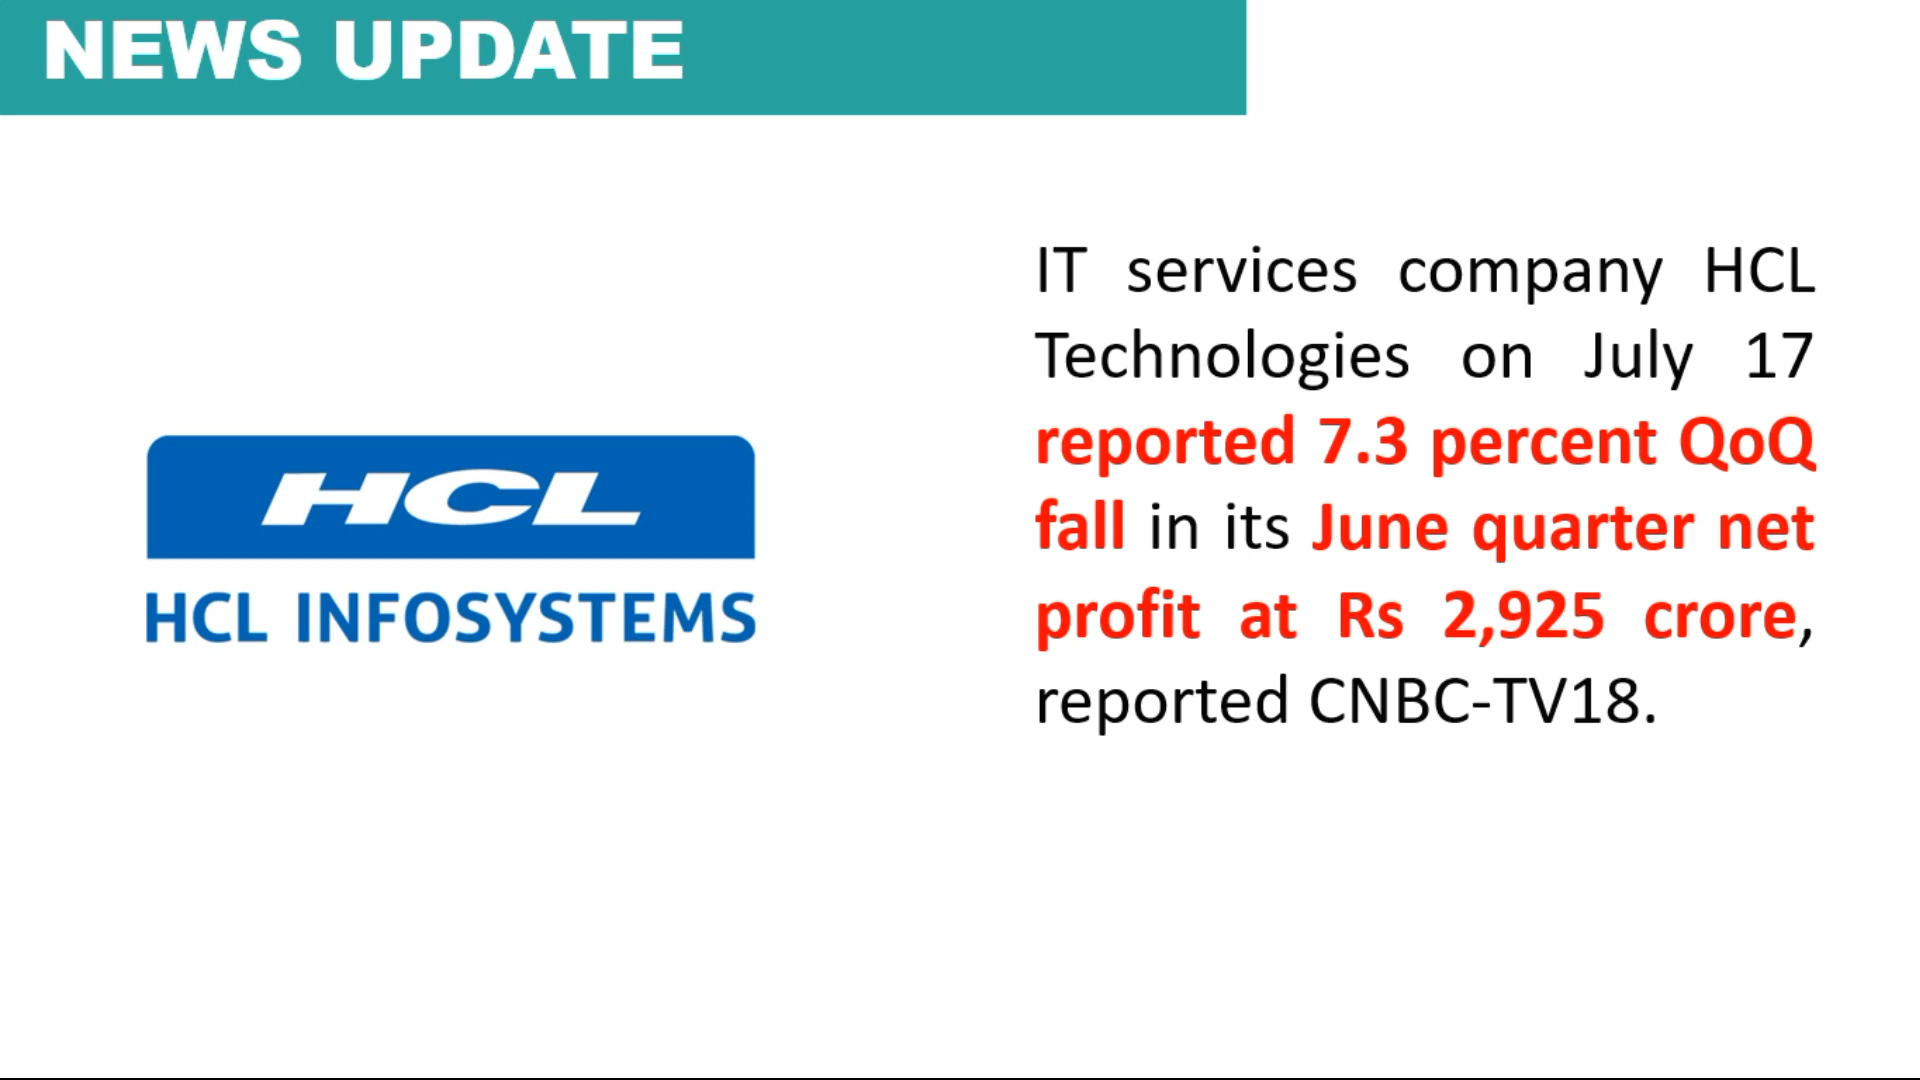 NEWS UPDATE
HCL
HCL INFOSYSTEMS
IT services company HCL
Technologies on July 17
reported 7.3 percent QoQ
fall in its June quarter net
profit at Rs 2,925 crore,
reported CNBC-TV18.